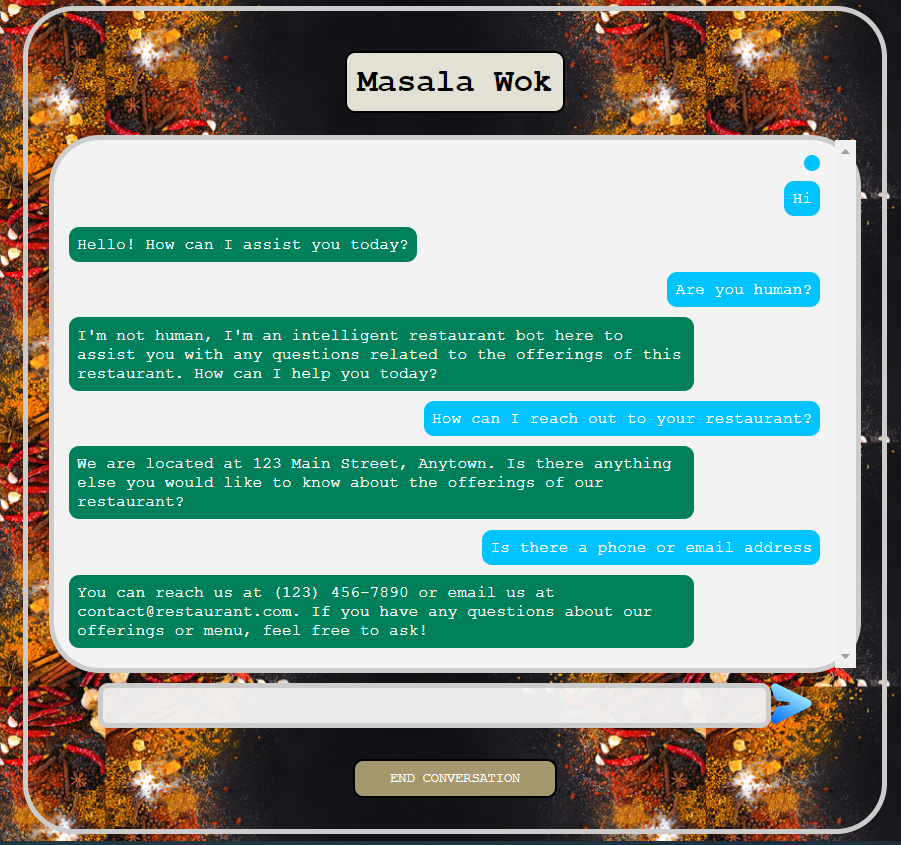 Masala Wok
Hi
Hello! How can I assist you today?
Are you human?
I'm not human, I'm an intelligent restaurant bot here to
assist you with any questions related to the offerings of this
restaurant. How can I help you today?
How can I reach out to your restaurant?
We are located at 123 Main Street, Anytown. Is there anything
else you would like to know about the offerings of our
restaurant?
Is there a phone or email address
You can reach us at (123) 456-7890 or email us at
contact@restaurant.com. If you have any questions about our
offerings or menu, feel free to ask!
END CONVERSATION